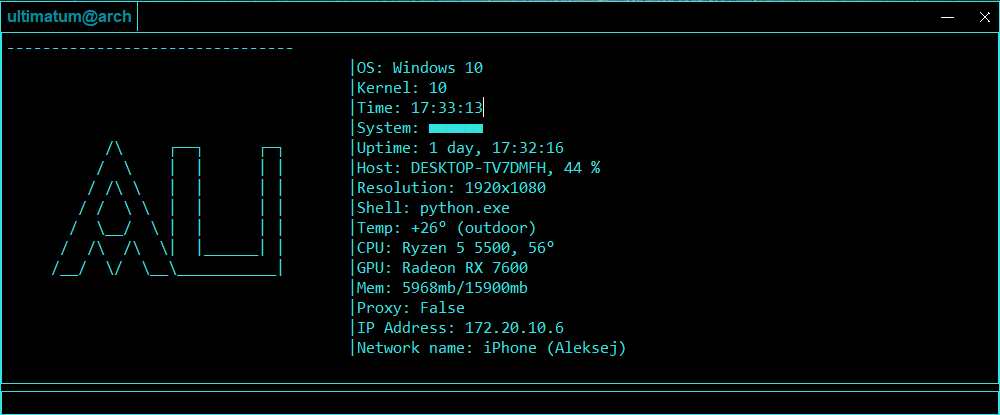 ultimatum@arch
--------------------------------
|OS: Windows 10
|Kernel: 10
|Time: 17:33:13
|System: ■■■■■■
|Uptime: 1 day, 17:32:16
|Host: DESKTOP-TV7DMFH, 44 %
|Resolution: 1920x1080
|Shell: python.exe
|Temp: +26° (outdoor)
|CPU: Ryzen 5 5500, 56°
|GPU: Radeon RX 7600
|Mem: 5968mb/15900mb
|Proxy: False
|IP Address: 172.20.10.6
|Network name: iPhone (Aleksej)